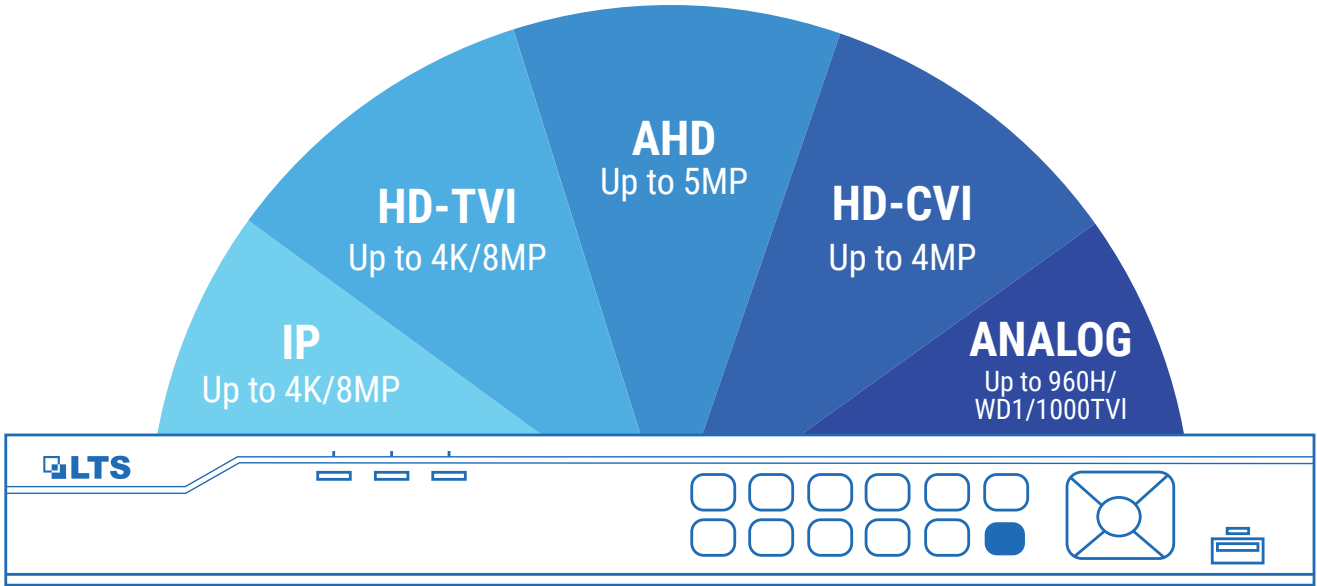 IP
Up to 4K/8MP
HD-TVI
Up to 4K/8MP
AHD
Up to 5MP
HD-CVI
Up to 4MP
ANALOG
Up to 960H/
WD1/1000TVl
LTS